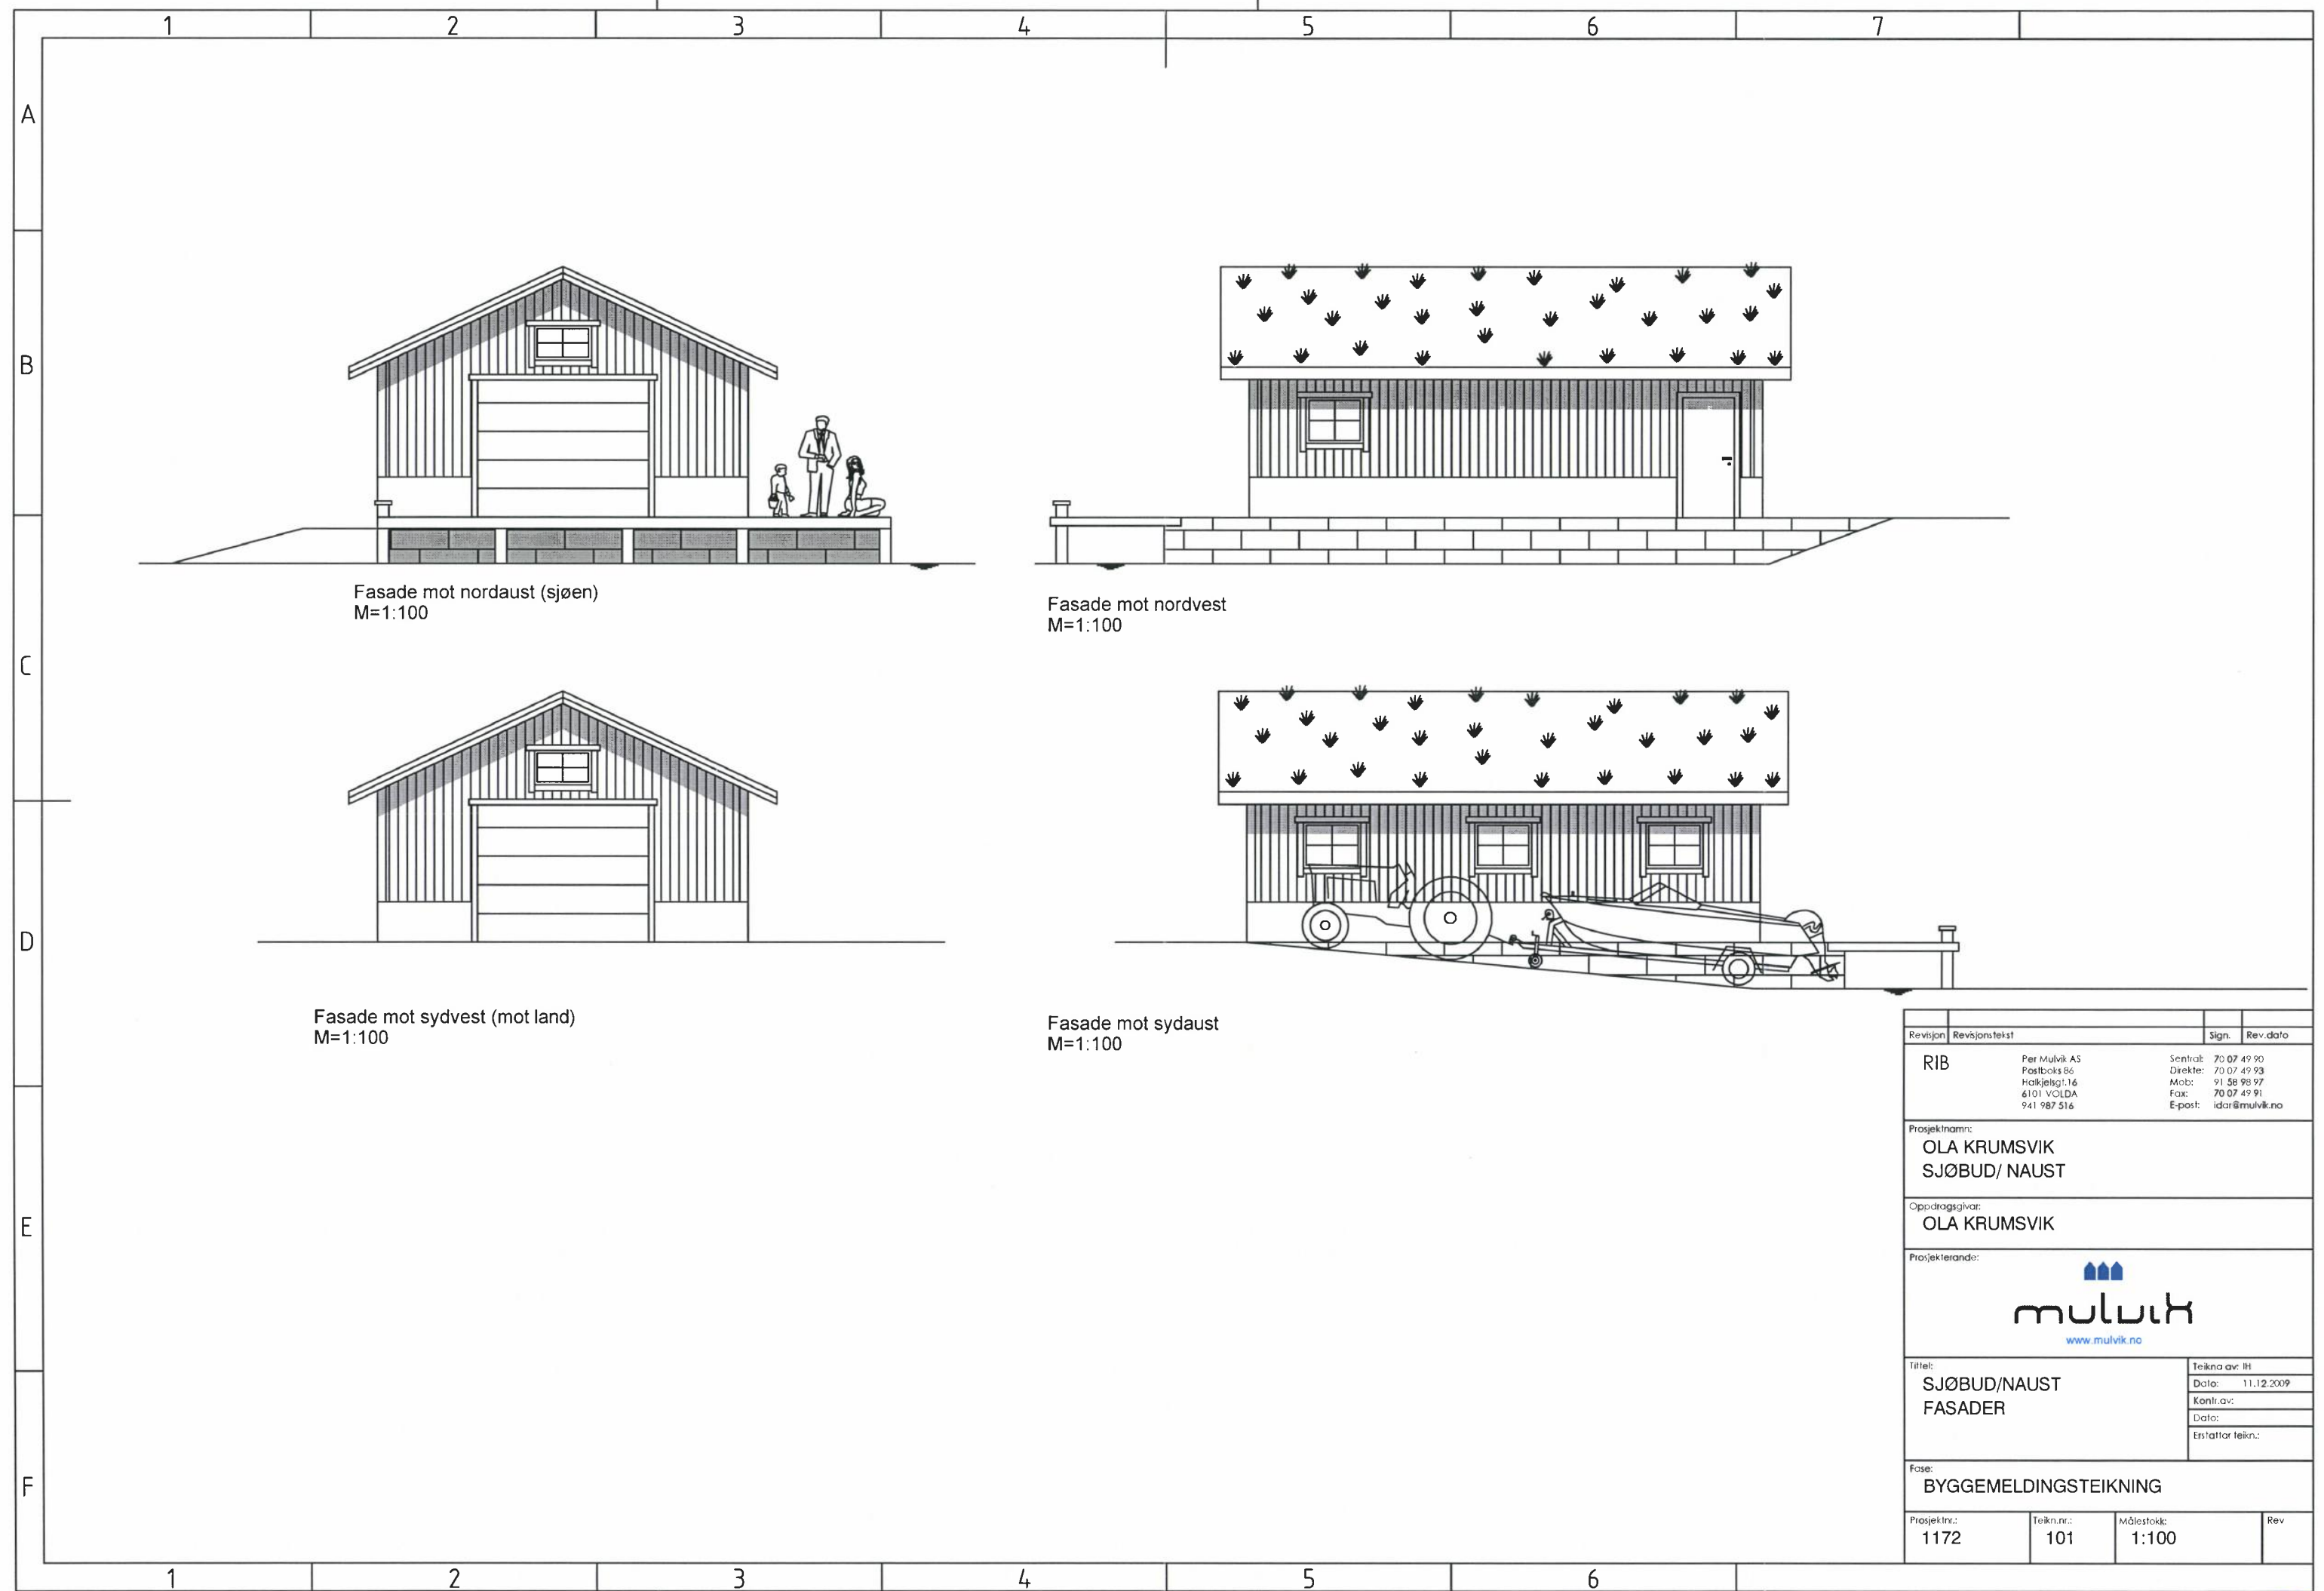 1 2 3 4 5 6 7
A
B
C
D
E
F
Fasade mot nordaust (sjøen)
M=1:100
Fasade mot nordvest
M=1:100
Fasade mot sydvest (mot land)
M=1:100
Fasade mot sydaust
M=1:100
Revisjon Revisjonstekst Sign. Rev.dato
RIB
Per Mulvik AS
Postboks 86
Halkjelsgt.16
6101 VOLDA
941 987 516
Sentral: 70 07 49 90
Direkte: 70 07 49 93
Mob: 91 58 98 97
Fax: 70 07 49 91
E-post: idar@mulvik.no
Prosjektnamn:
OLA KRUMSVIK
SJØBUD/ NAUST
Oppdragsgivar:
OLA KRUMSVIK
Prosjekterande:
mulvik
www.mulvik.no
Tittel:
SJØBUD/NAUST
FASADER
Teikna av: IH
Dato: 11.12.2009
Kontr.av:
Dato:
Erstattar teikn.:
Fase:
BYGGEMELDINGSTEIKNING
Prosjektnr.:
1172
Teikn.nr.:
101
Målestokk:
1:100
Rev
1 2 3 4 5 6